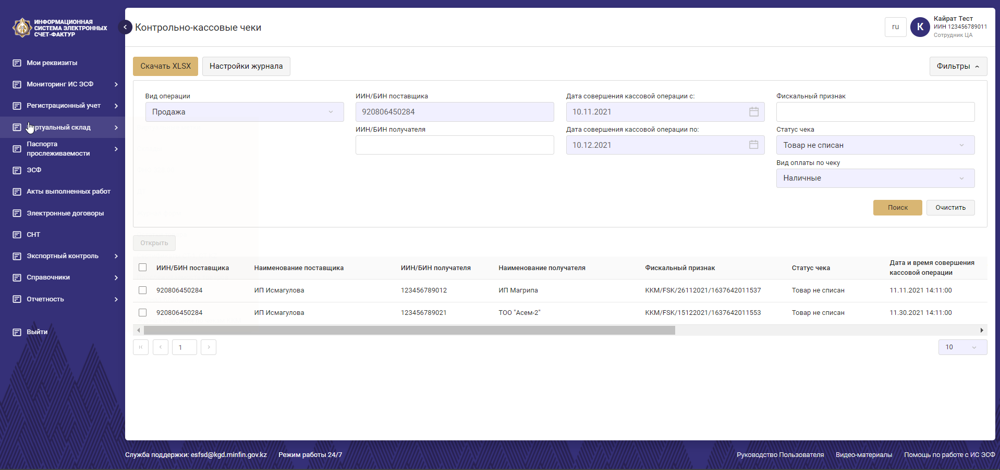 ИНФОРМАЦИОННАЯ
СИСТЕМА ЭЛЕКТРОННЫХ
СЧЕТ-ФАКТУР
Мои реквизиты
Мониторинг ИС ЭСФ
Регистрационный учет
иртуальный склад
Паспорта
прослеживаемости
ЭСФ
Акты выполненных работ
Электронные договоры
СНТ
Экспортный контроль
Справочники
Отчетность
Выйти
Контрольно-кассовые чеки
ru
К
Кайрат Тест
ИИН 123456789011
Сотрудник ЦА
Скачать XLSX
Настройки журнала
Фильтры
Вид операции
Продажа
ИИН/БИН поставщика
920806450284
ИИН/БИН получателя
Дата совершения кассовой операции с:
10.11.2021
Дата совершения кассовой операции по:
10.12.2021
Фискальный признак
Статус чека
Товар не списан
Вид оплаты по чеку
Наличные
Поиск
Очистить
Открыть
ИИН/БИН поставщика Наименование поставщика ИИН/БИН получателя Наименование получателя Фискальный признак Статус чека Дата и время совершения
кассовой операции
920806450284 ИП Исмагулова 123456789012 ИП Магрипа KKM/FSK/26112021/1637642011537 Товар не списан 11.11.2021 14:11:00
920806450284 ИП Исмагулова 123456789021 ТОО "Асем-2" KKM/FSK/15122021/1637642011553 Товар не списан 11.30.2021 14:11:00
1
10
Служба поддержки: esfsd@kgd.minfin.gov.kz Режим работы 24/7 Руководство Пользователя Видео-материалы Помощь по работе с ИС ЭСФ